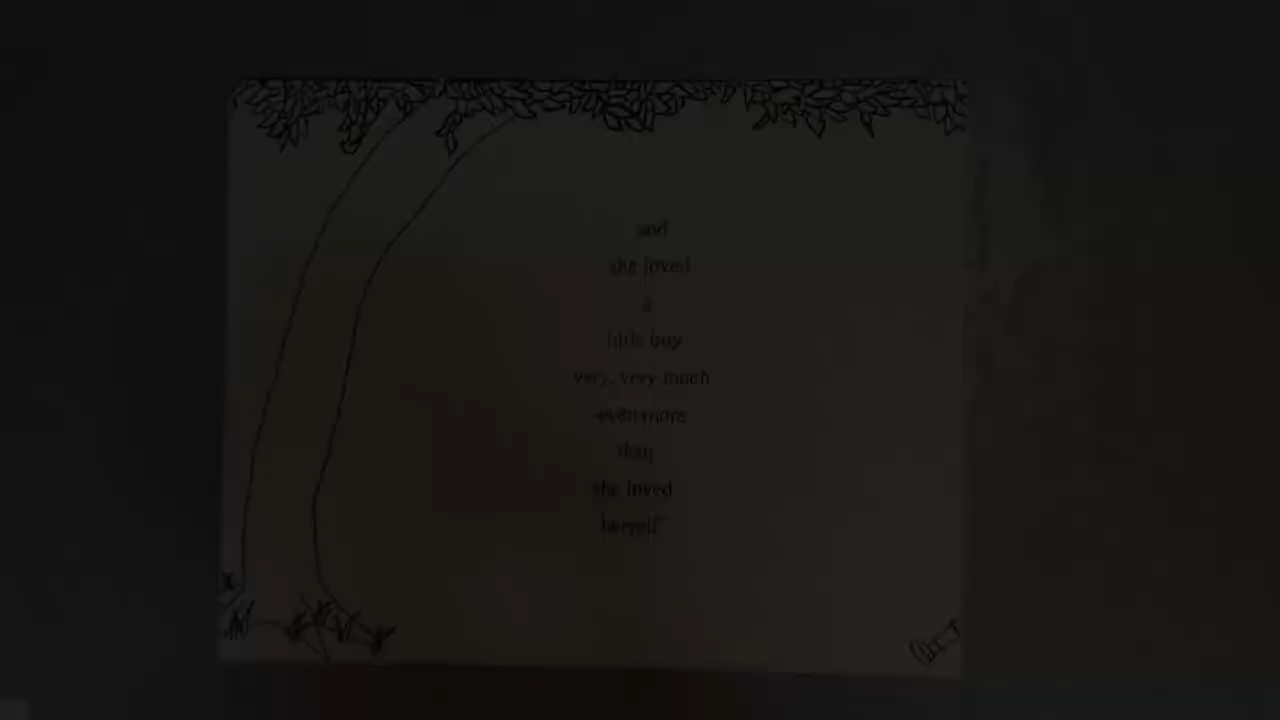 and
she loved
a
little boy
very, very much
even more
than
she loved
herself